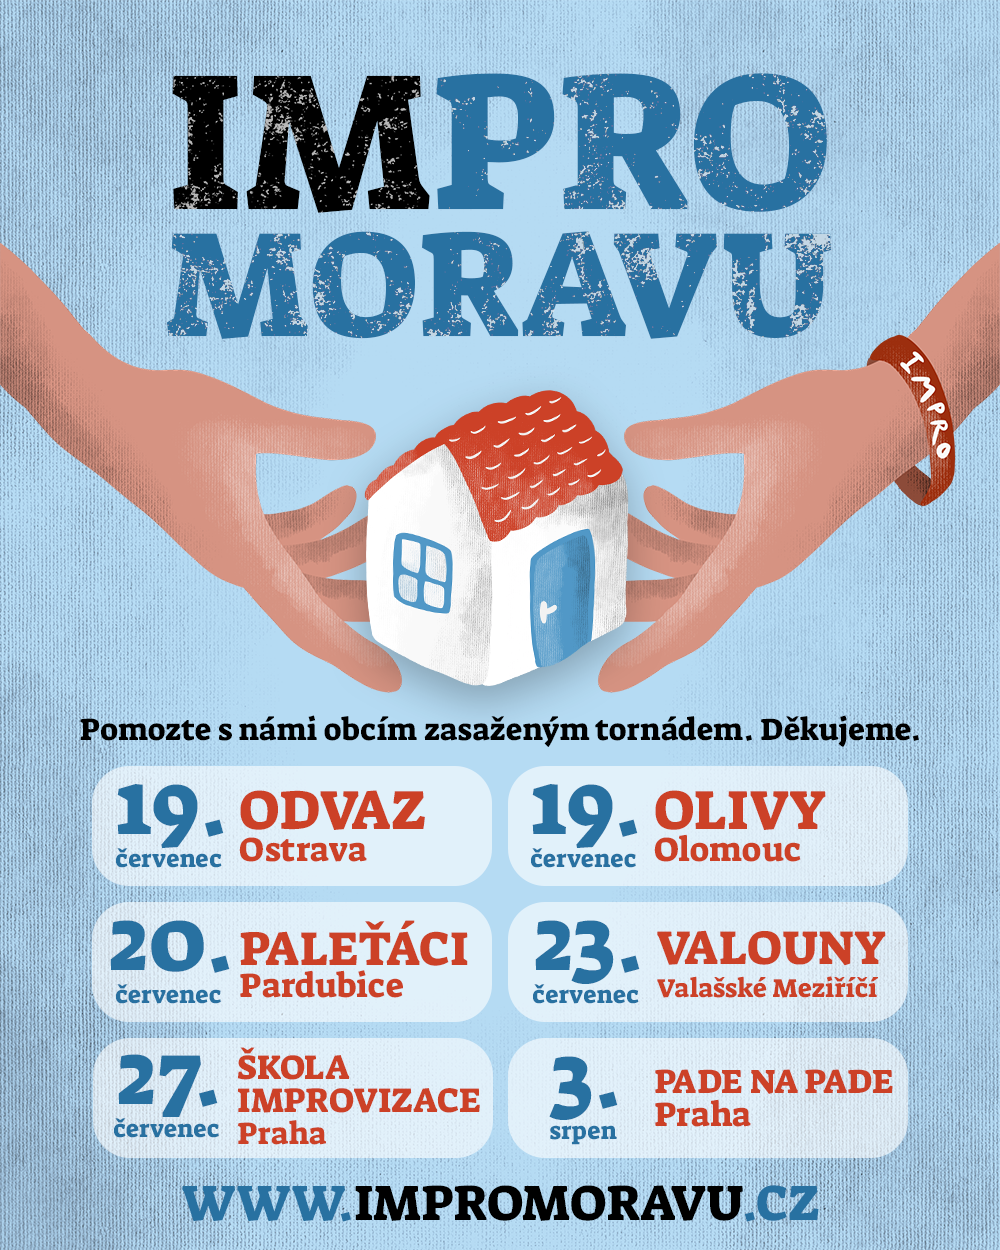 IMPRO
MORAVU
IMPRO
Pomozte s námi obcím zasaženým tornádem. Děkujeme.
19.
červenec
ODVAZ
Ostrava
19.
červenec
OLIVY
Olomouc
20.
červenec
PALEŤÁCI
Pardubice
23.
červenec
VALOUNY
Valašské Meziříčí
27.
červenec
ŠKOLA
IMPROVIZACE
Praha
3.
srpen
PADE NA PADE
Praha
WWW.IMPROMORAVU.CZ